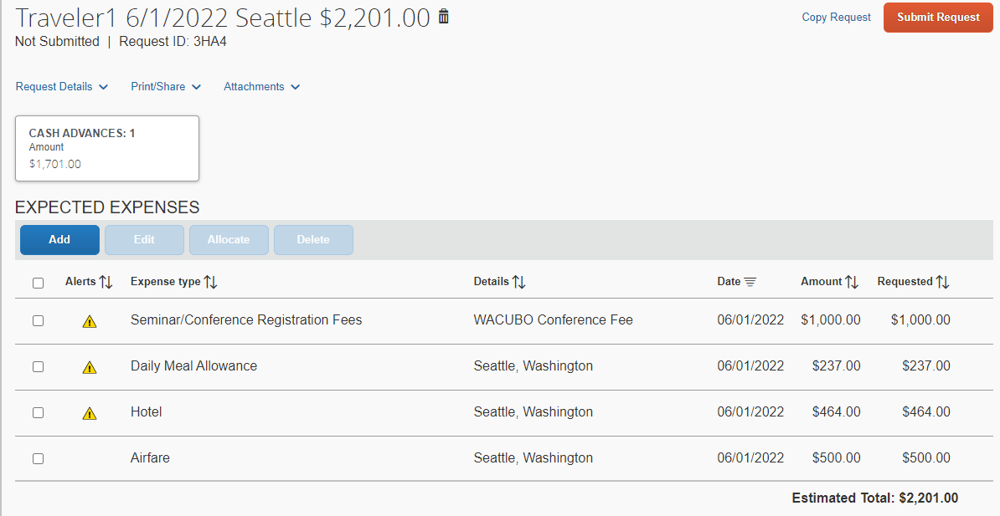 Traveler1 6/1/2022 Seattle $2,201.00
Copy Request
Submit Request
Not Submitted | Request ID: 3HA4
Request Details Print/Share Attachments
CASH ADVANCES: 1
Amount
$1,701.00
EXPECTED EXPENSES
Add Edit Allocate Delete
Alerts Expense type Details Date Amount Requested
Seminar/Conference Registration Fees WACUBO Conference Fee 06/01/2022 $1,000.00 $1,000.00
Daily Meal Allowance Seattle, Washington 06/01/2022 $237.00 $237.00
Hotel Seattle, Washington 06/01/2022 $464.00 $464.00
Airfare Seattle, Washington 06/01/2022 $500.00 $500.00
Estimated Total: $2,201.00